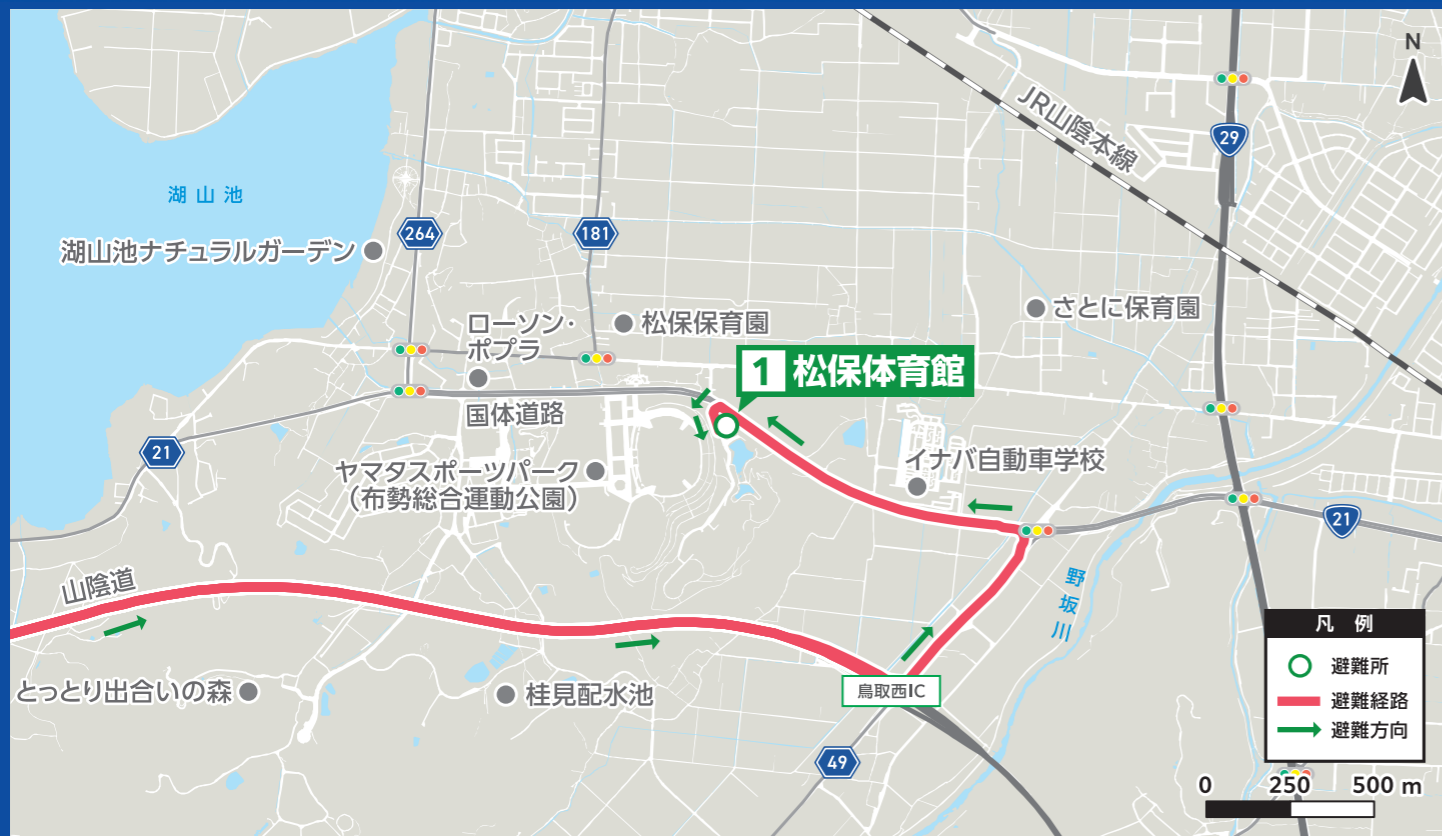 N
JR山陰本線
29
湖山池
264
181
湖山池ナチュラルガーデン
さとに保育園
ローソン・
ポプラ
松保保育園
1 松保体育館
国体道路
21
イナバ自動車学校
ヤマダスポーツパーク
（布勢総合運動公園）
21
山陰道
野坂川
凡 例
避難所
避難経路
避難方向
とっとり出合いの森
桂見配水池
鳥取西IC
49
0 250 500 m